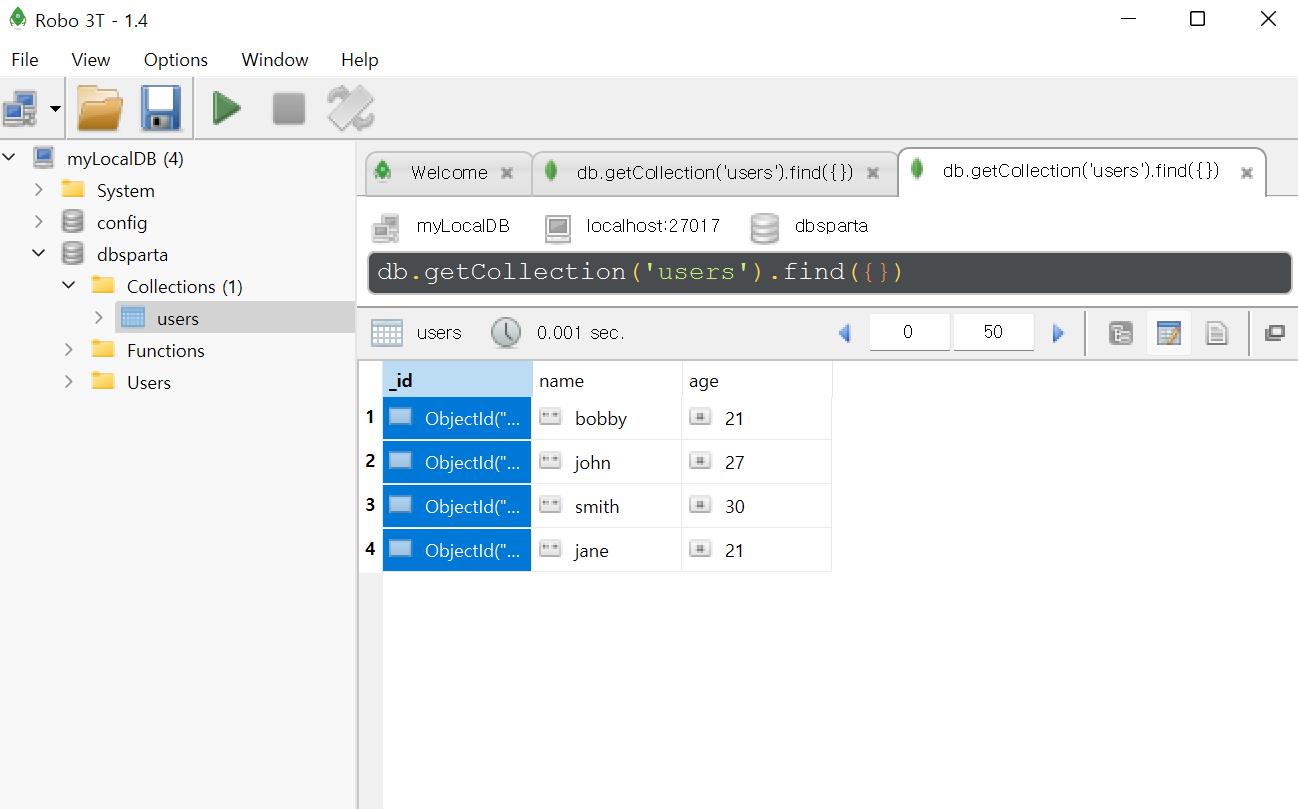 Robo 3T - 1.4
File View Options Window Help
myLocalDB (4)
System
config
dbsparta
Collections (1)
users
Functions
Users
Welcome db.getCollection('users').find({}) db.getCollection('users').find({})
myLocalDB localhost:27017 dbsparta
db.getCollection('users').find({})
users 0.001 sec. 0 50
_id name age
1 ObjectId("... bobby 21
2 ObjectId("... john 27
3 ObjectId("... smith 30
4 ObjectId("... jane 21